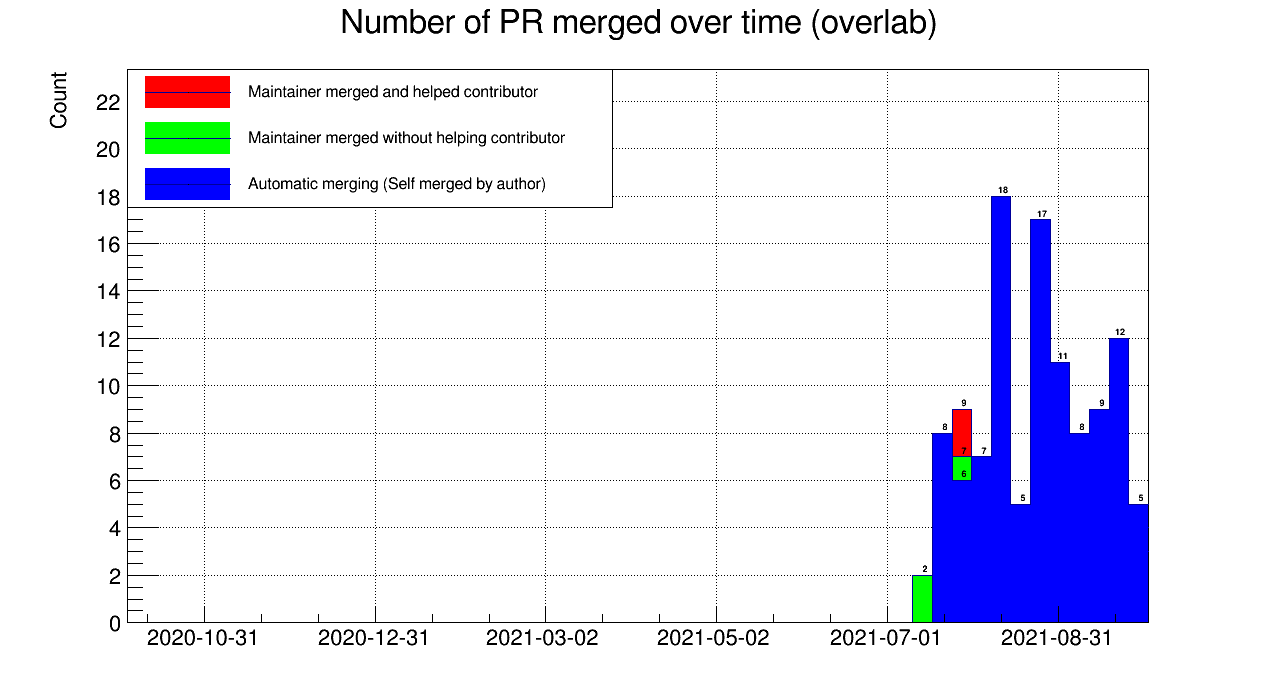 Number of PR merged over time (overlab)
Count
Maintainer merged and helped contributor
Maintainer merged without helping contributor
Automatic merging (Self merged by author)
22
20
18
16
14
12
10
8
6
4
2
0
2 8 9 7 6 7 18 5 17 11 8 9 12 5
2020-10-31 2020-12-31 2021-03-02 2021-05-02 2021-07-01 2021-08-31